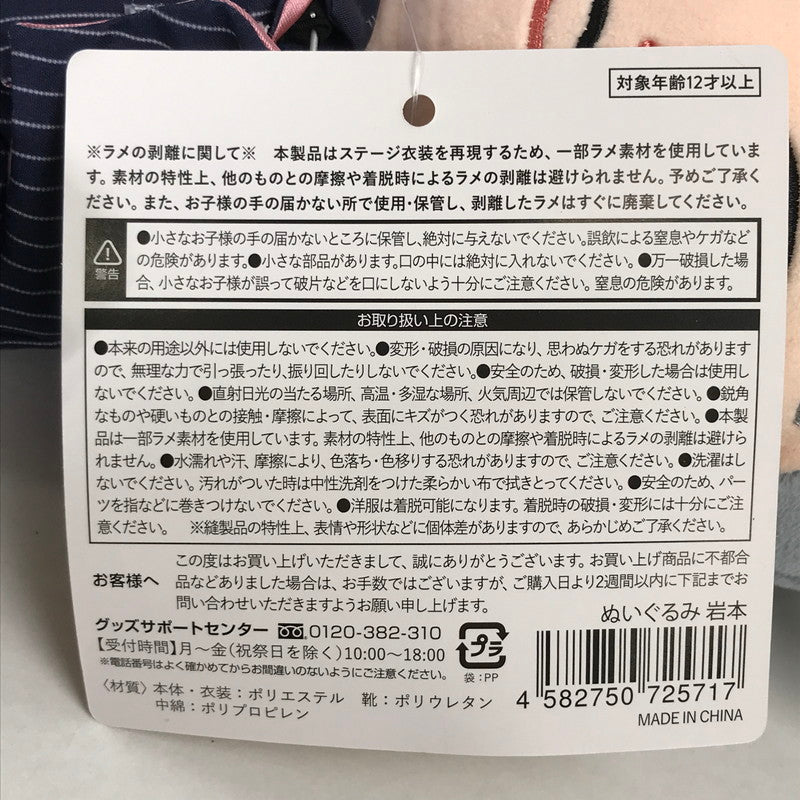 対象年齢12才以上
※ラメの剥離に関して※　本製品はステージ衣装を再現するため、一部ラメ素材を使用していま
す。素材の特性上、他のものとの摩擦や着脱時によるラメの剥離は避けられません。予めご了承くだ
さい。また、お子様の手の届かない所で使用・保管し、剥離したラメはすぐに廃棄してください。
●小さなお子様の手の届かないところに保管し、絶対に与えないでください。誤飲による窒息やケガなど
の危険があります。●小さな部品があります。口の中には絶対に入れないでください。●万一破損した場
合、小さなお子様が誤って破片などを口にしないよう十分にご注意ください。窒息の危険があります。
警告
お取り扱い上の注意
●本来の用途以外には使用しないでください。●変形・破損の原因になり、思わぬケガをする恐れがあります
ので、無理な力で引っ張ったり、振り回したりしないでください。●安全のため、破損・変形した場合は使用し
ないでください。●直射日光の当たる場所、高温・多湿な場所、火気周辺では保管しないでください。●鋭角
なものや硬いものとの接触・摩擦によって、表面にキズがつく恐れがありますので、ご注意ください。●本製
品は一部ラメ素材を使用しています。素材の特性上、他のものとの摩擦や着脱時によるラメの剥離は避けら
れません。●水濡れや汗、摩擦により、色落ち・色移りする恐れがありますので、ご注意ください。●洗濯はし
ないでください。汚れがついた時は中性洗剤をつけた柔らかい布で拭きとってください。●安全のため、パー
ツを指などに巻きつけないでください。●洋服は着脱可能になります。着脱時の破損・変形には十分にご注
意ください。　※縫製品の特性上、表情や形状などに個体差がありますので、あらかじめご了承ください。
お客様へ
この度はお買い上げいただきまして、誠にありがとうございます。お買い上げ商品に不都合
品などありました場合は、お手数ではございますが、ご購入日より2週間以内に下記までお
問い合わせいただきますようお願い申し上げます。
ぬいぐるみ 岩本
グッズサポートセンター 0120-382-310
【受付時間】月〜金(祝祭日を除く)10:00〜18:00
※電話番号はよく確かめてからお間違いのないようにご注意ください。
プラ
袋：PP
〈材質〉本体・衣装：ポリエステル　靴：ポリウレタン
中綿：ポリプロピレン
4 582750 725717
MADE IN CHINA